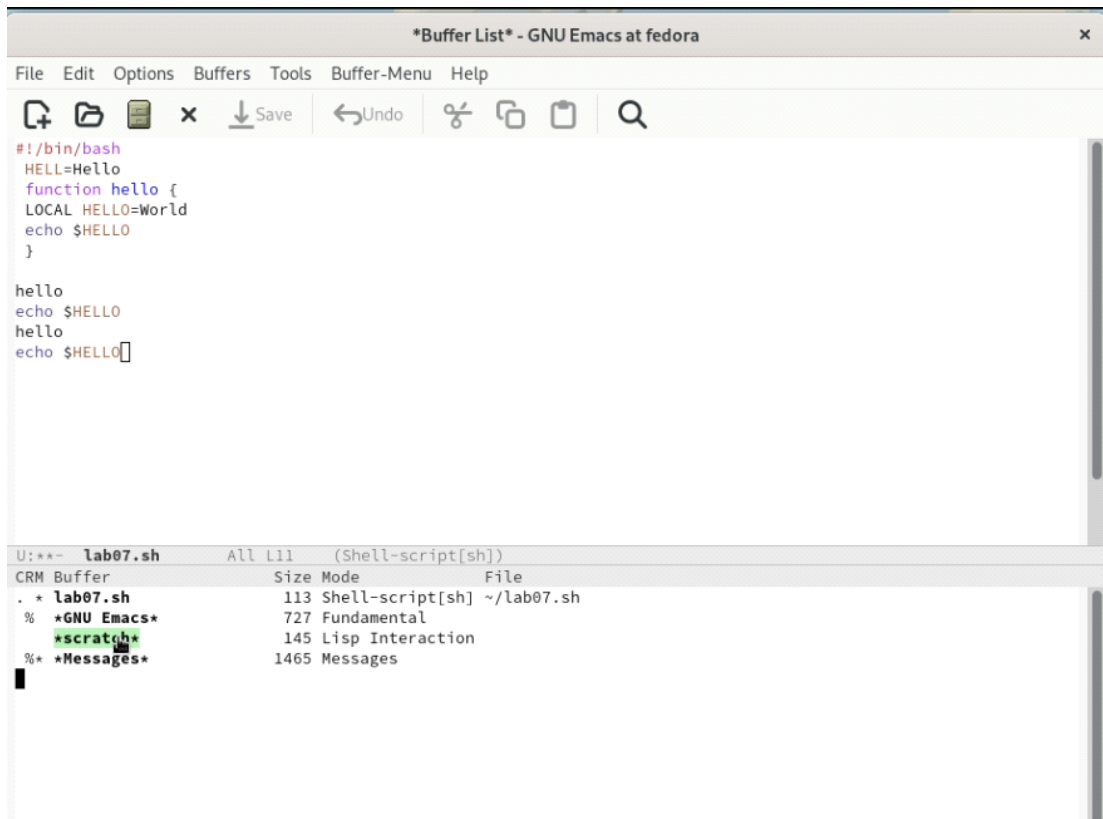 *Buffer List* - GNU Emacs at fedora
File Edit Options Buffers Tools Buffer-Menu Help
Save Undo
#!/bin/bash
HELL=Hello
function hello {
LOCAL HELLO=World
echo $HELLO
}
hello
echo $HELLO
hello
echo $HELLO
U:**- lab07.sh All L11 (Shell-script[sh])
CRM Buffer Size Mode File
. * lab07.sh 113 Shell-script[sh] ~/lab07.sh
% *GNU Emacs* 727 Fundamental
*scratch* 145 Lisp Interaction
%* *Messages* 1465 Messages